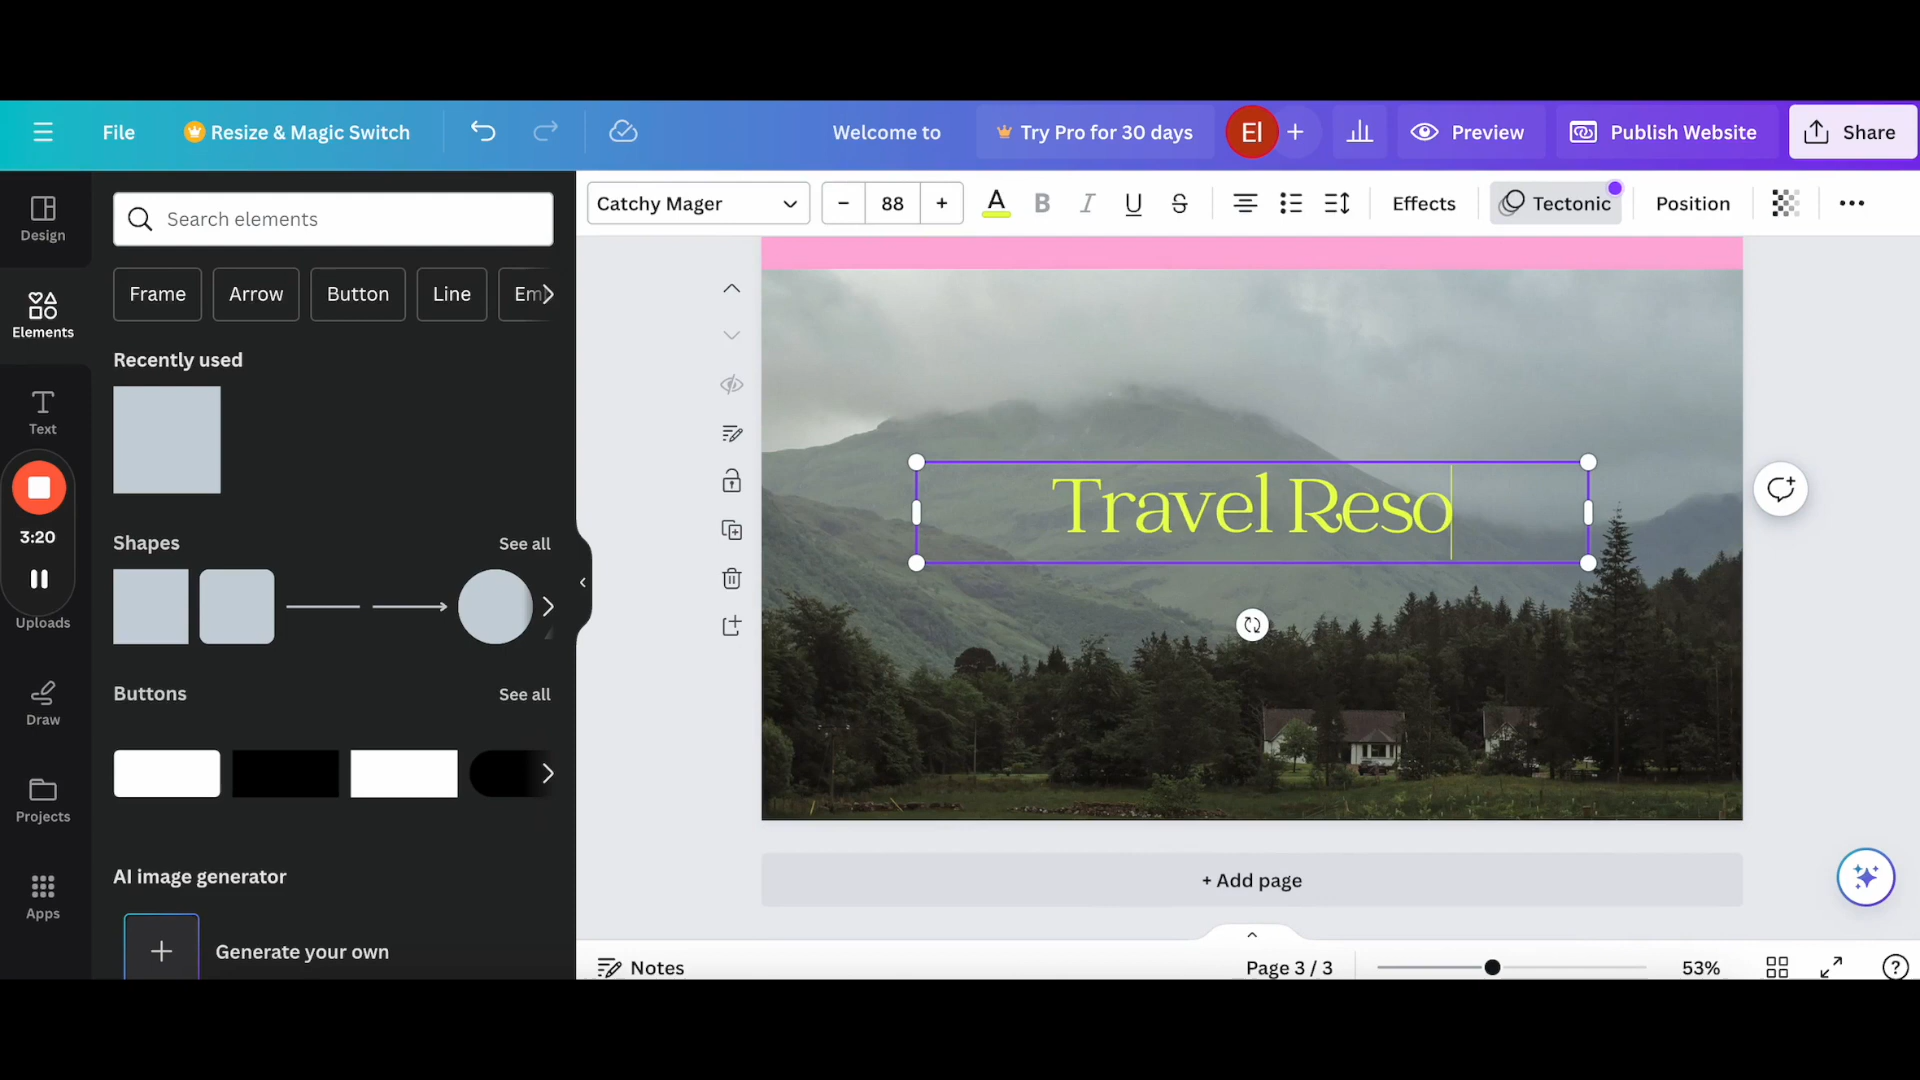 File
Resize & Magic Switch
Welcome to
Try Pro for 30 days
El
Preview
Publish Website
Share
Design
Elements
Text
3:20
Uploads
Draw
Projects
Apps
Search elements
Frame
Arrow
Button
Line
Recently used
Shapes
See all
Buttons
See all
AI image generator
Generate your own
Catchy Mager
88
A
B
I
U
S
Effects
Tectonic
Position
Travel Reso
+ Add page
Notes
Page 3 / 3
53%